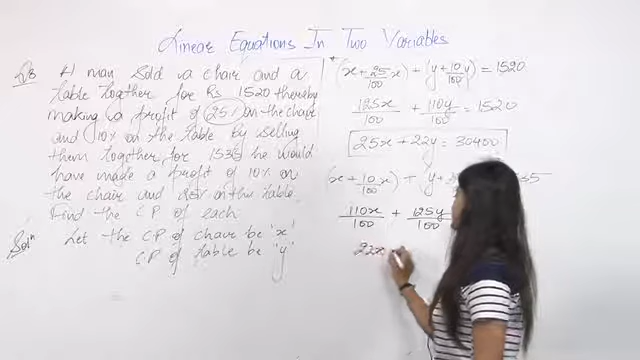 Linear Equations In Two Variables
Q8 A man sold a chair and a
table together for Rs 1520 thereby
making a profit of 25% on the chair
and 10% on the table by selling
them together for 1535 he would
have made a profit of 10% on
the chair and 25% on the table.
Find the C.P of each
Solⁿ Let the C.P of chair be 'x'
C.P of table be 'y'
(x + 25/100 x) + (y + 10/100 y) = 1520
125x/100 + 110y/100 = 1520
25x + 22y = 30400
(x + 10/100 x) + y + 35
110x/100 + 125y/100
22x